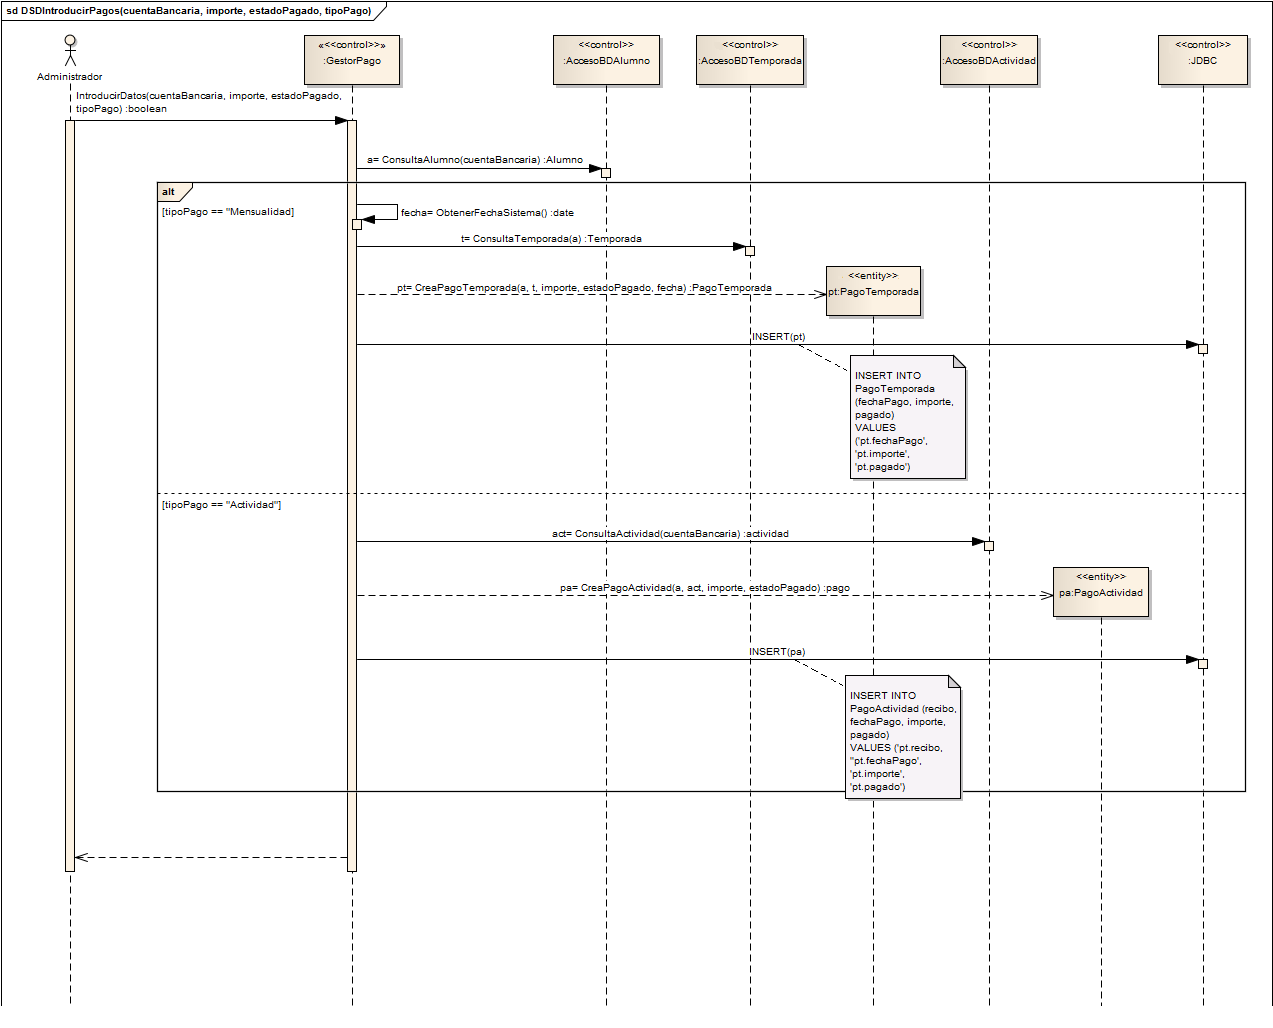 sd DSDIntroducirPagos(cuentaBancaria, importe, estadoPagado, tipoPago)
Administrador
«<<control>>»
:GestorPago
<<control>>
:AccesoBDAlumno
<<control>>
:AccesoBDTemporada
<<control>>
:AccesoBDActividad
<<control>>
:JDBC
IntroducirDatos(cuentaBancaria, importe, estadoPagado,
tipoPago) :boolean
a= ConsultaAlumno(cuentaBancaria) :Alumno
alt
[tipoPago == "Mensualidad]
fecha= ObtenerFechaSistema() :date
t= ConsultaTemporada(a) :Temporada
<<entity>>
pt:PagoTemporada
pt= CreaPagoTemporada(a, t, importe, estadoPagado, fecha) :PagoTemporada
INSERT(pt)
INSERT INTO
PagoTemporada
(fechaPago, importe,
pagado)
VALUES
('pt.fechaPago',
'pt.importe',
'pt.pagado')
[tipoPago == "Actividad"]
act= ConsultaActividad(cuentaBancaria) :actividad
<<entity>>
pa:PagoActividad
pa= CreaPagoActividad(a, act, importe, estadoPagado) :pago
INSERT(pa)
INSERT INTO
PagoActividad (recibo,
fechaPago, importe,
pagado)
VALUES ('pt.recibo,
"pt.fechaPago',
'pt.importe',
'pt.pagado')